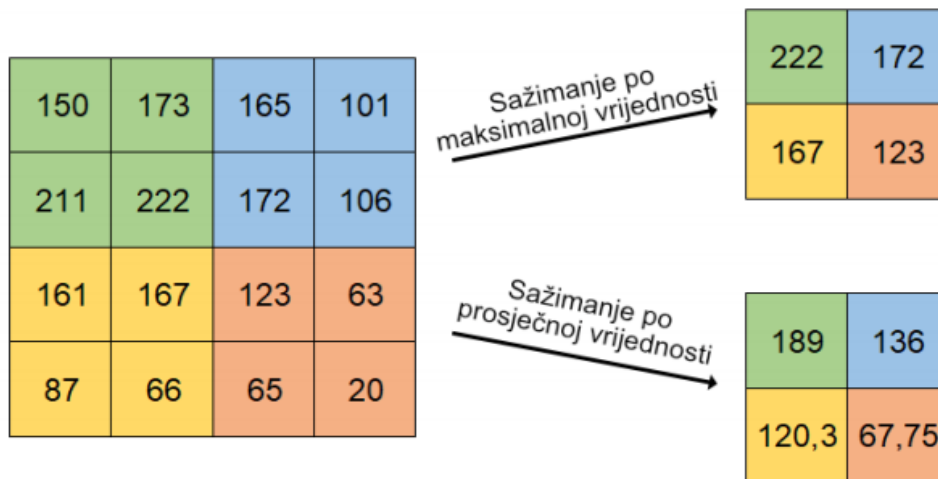 150 173 165 101
211 222 172 106
161 167 123 63
87 66 65 20
Sažimanje po
maksimalnoj vrijednosti
222 172
167 123
Sažimanje po
prosječnoj vrijednosti
189 136
120,3 67,75